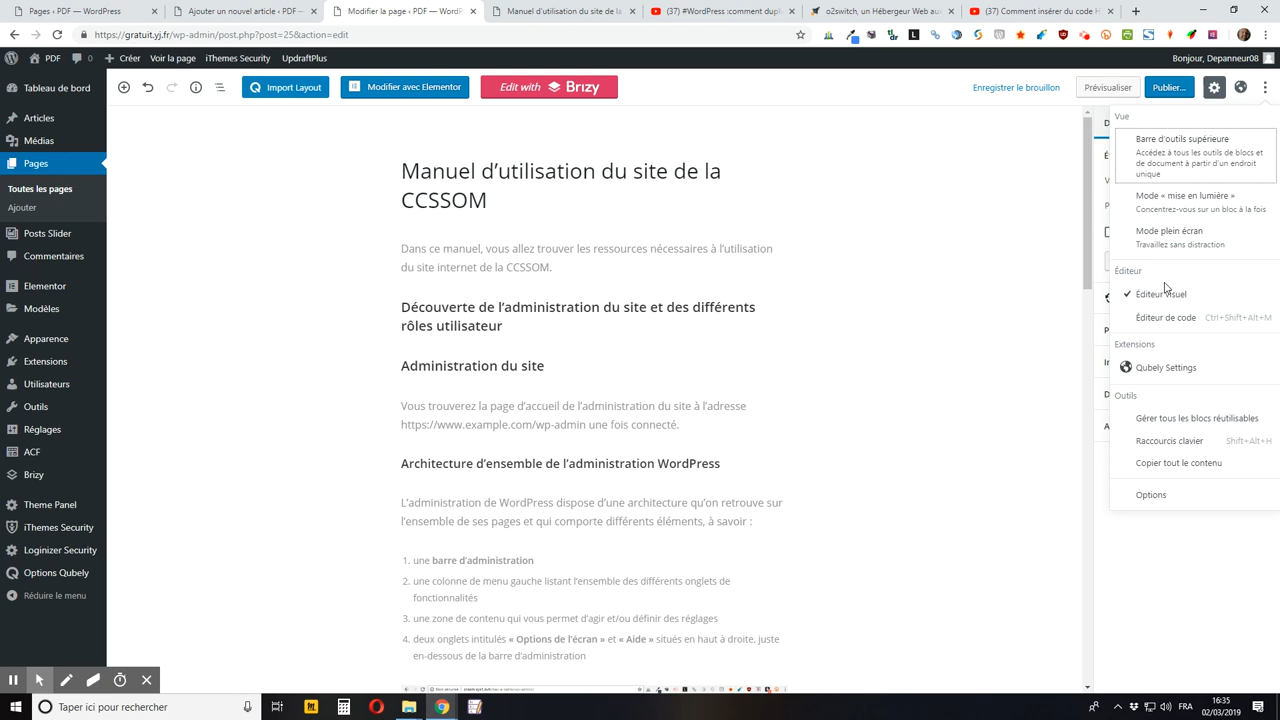 Pages ‹ PDF — WordPress
Ajouter un nouvel article ‹ PDF —
Modifier la page ‹ PDF — WordP
Manuel d'utilisation du site de la
(37) #WordPress :comment dupl
o2switch, un Hébergeur Web au
(37) Comment insérer du code H
https://gratuit.yj.fr/wp-admin/post.php?post=25&action=edit
PDF
0
Créer
Voir la page
iThemes Security
UpdraftPlus
Bonjour, Depanneur08
Tableau de bord
Articles
Médias
Pages
Toutes les pages
Ajouter
Posts Slider
Commentaires
Elementor
Modèles
Apparence
Extensions
Utilisateurs
Outils
Réglages
ACF
Brizy
Theme Panel
iThemes Security
Loginizer Security
Options Qubely
Réduire le menu
Import Layout
Modifier avec Elementor
Edit with Brizy
Enregistrer le brouillon
Prévisualiser
Publier...
Manuel d'utilisation du site de la
CCSSOM
Dans ce manuel, vous allez trouver les ressources nécessaires à l'utilisation
du site internet de la CCSSOM.
Découverte de l'administration du site et des différents
rôles utilisateur
Administration du site
Vous trouverez la page d'accueil de l'administration du site à l'adresse
https://www.example.com/wp-admin une fois connecté.
Architecture d'ensemble de l'administration WordPress
L'administration de WordPress dispose d'une architecture qu'on retrouve sur
l'ensemble de ses pages et qui comporte différents éléments, à savoir :
1. une barre d'administration
2. une colonne de menu gauche listant l'ensemble des différents onglets de
fonctionnalités
3. une zone de contenu qui vous permet d'agir et/ou définir des réglages
4. deux onglets intitulés « Options de l'écran » et « Aide » situés en haut à droite, juste
en-dessous de la barre d'administration
Vue
Barre d'outils supérieure
Accédez à tous les outils de blocs et
de document à partir d'un endroit
unique
Mode « mise en lumière »
Concentrez-vous sur un bloc à la fois
Mode plein écran
Travaillez sans distraction
Éditeur
Éditeur visuel
Éditeur de code Ctrl+Shift+Alt+M
Extensions
Qubely Settings
Outils
Gérer tous les blocs réutilisables
Raccourcis clavier Shift+Alt+H
Copier tout le contenu
Options
Taper ici pour rechercher
FRA
16:35
02/03/2019